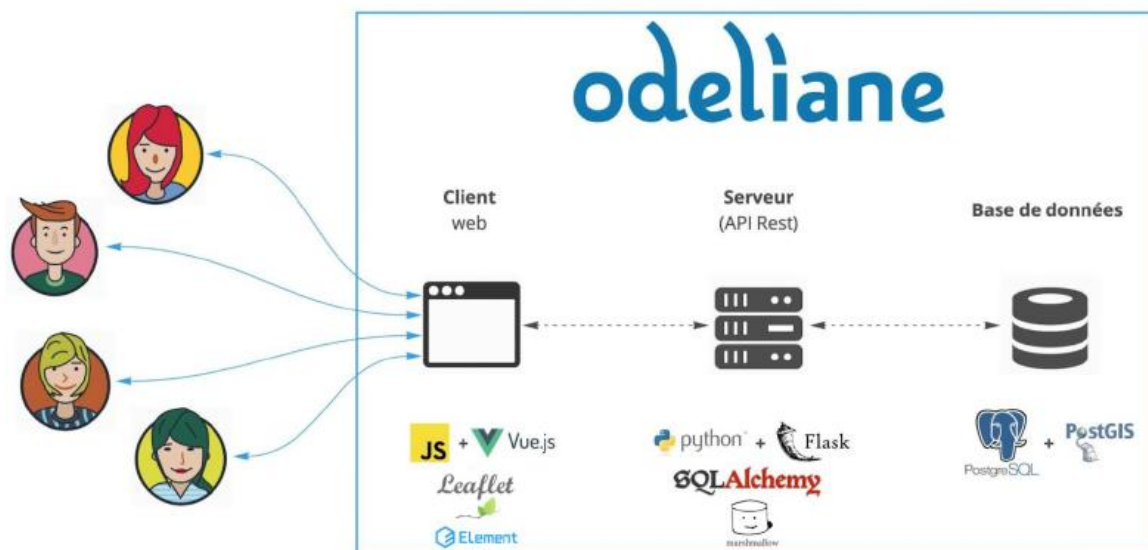 odeliane
Client
web
Serveur
(API Rest)
Base de données
JS + Vue.js
Leaflet
Element
python + Flask
SQLAlchemy
marshmallow
PostgreSQL + PostGIS